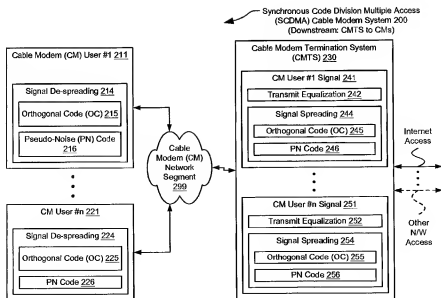 Synchronous Code Division Multiple Access
(SCDMA) Cable Modem System 200
(Downstream: CMTS to CMs)
Cable Modem (CM) User #1 211
Signal De-spreading 214
Orthogonal Code (OC) 215
Pseudo-Noise (PN) Code
216
CM User #n 221
Signal De-spreading 224
Orthogonal Code (OC) 225
PN Code 226
Cable
Modem (CM)
Network
Segment
299
Cable Modem Termination System
(CMTS) 230
CM User #1 Signal 241
Transmit Equalization 242
Signal Spreading 244
Orthogonal Code (OC) 245
PN Code 246
CM User #n Signal 251
Transmit Equalization 252
Signal Spreading 254
Orthogonal Code (OC) 255
PN Code 256
Internet
Access
Other
N/W
Access